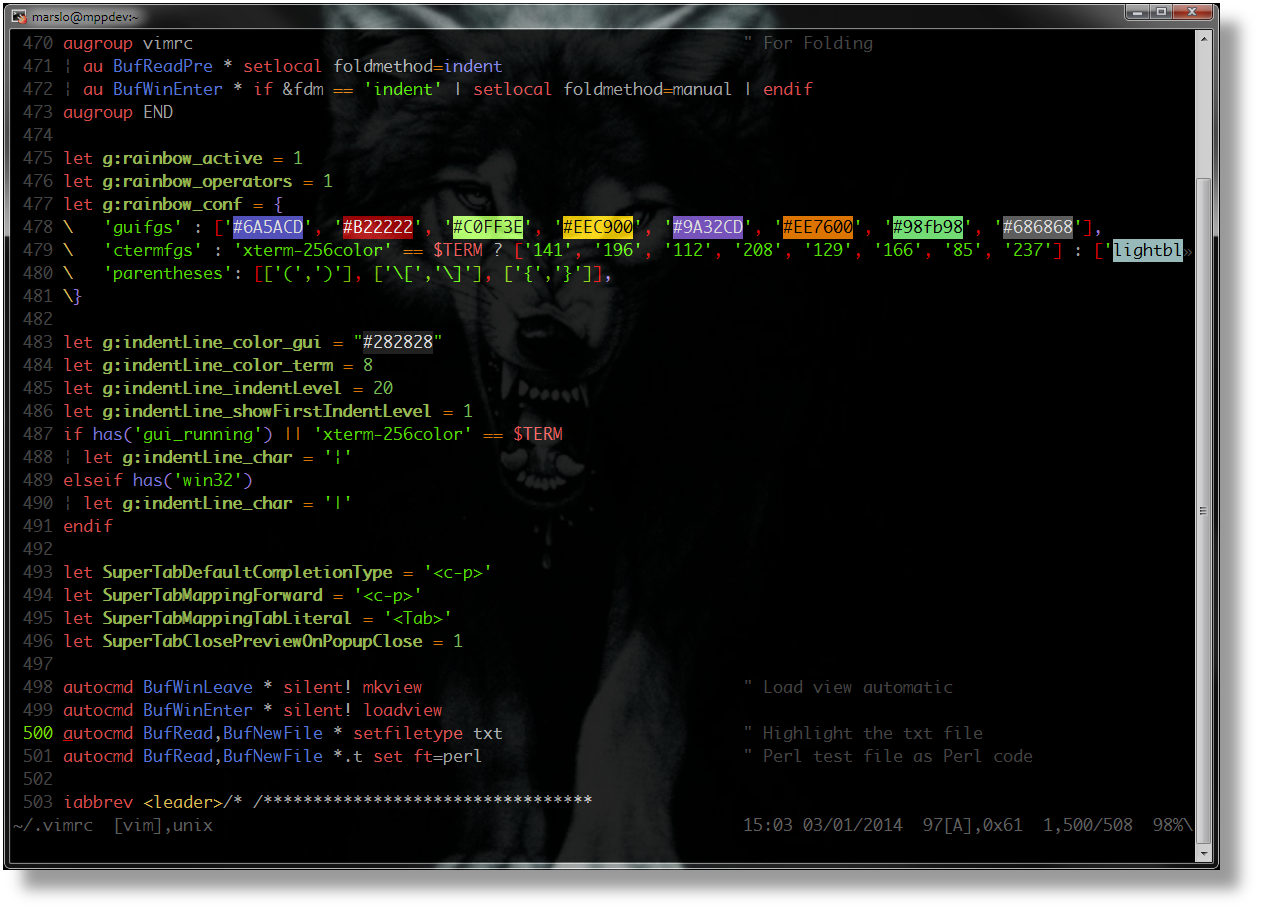 marslo@mppdev:~
470 augroup vimrc " For Folding
471 ¦ au BufReadPre * setlocal foldmethod=indent
472 ¦ au BufWinEnter * if &fdm == 'indent' | setlocal foldmethod=manual | endif
473 augroup END
474
475 let g:rainbow_active = 1
476 let g:rainbow_operators = 1
477 let g:rainbow_conf = {
478 \   'guifgs' : ['#6A5ACD', '#B22222', '#C0FF3E', '#EEC900', '#9A32CD', '#EE7600', '#98fb98', '#686868'],
479 \   'ctermfgs' : 'xterm-256color' == $TERM ? ['141', '196', '112', '208', '129', '166', '85', '237'] : ['lightbl»
480 \   'parentheses': [['(',')'], ['\[','\]'], ['{','}']],
481 \}
482
483 let g:indentLine_color_gui = "#282828"
484 let g:indentLine_color_term = 8
485 let g:indentLine_indentLevel = 20
486 let g:indentLine_showFirstIndentLevel = 1
487 if has('gui_running') || 'xterm-256color' == $TERM
488 ¦ let g:indentLine_char = '¦'
489 elseif has('win32')
490 ¦ let g:indentLine_char = '|'
491 endif
492
493 let SuperTabDefaultCompletionType = '<c-p>'
494 let SuperTabMappingForward = '<c-p>'
495 let SuperTabMappingTabLiteral = '<Tab>'
496 let SuperTabClosePreviewOnPopupClose = 1
497
498 autocmd BufWinLeave * silent! mkview " Load view automatic
499 autocmd BufWinEnter * silent! loadview
500 autocmd BufRead,BufNewFile * setfiletype txt " Highlight the txt file
501 autocmd BufRead,BufNewFile *.t set ft=perl " Perl test file as Perl code
502
503 iabbrev <leader>/* /*********************************
~/.vimrc  [vim],unix 15:03 03/01/2014  97[A],0x61  1,500/508  98%\